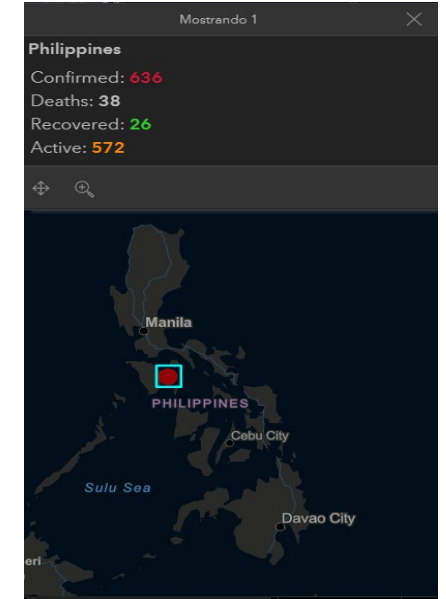 Mostrando 1
Philippines
Confirmed: 636
Deaths: 38
Recovered: 26
Active: 572
Manila
PHILIPPINES
Cebu City
Sulu Sea
Davao City
eri